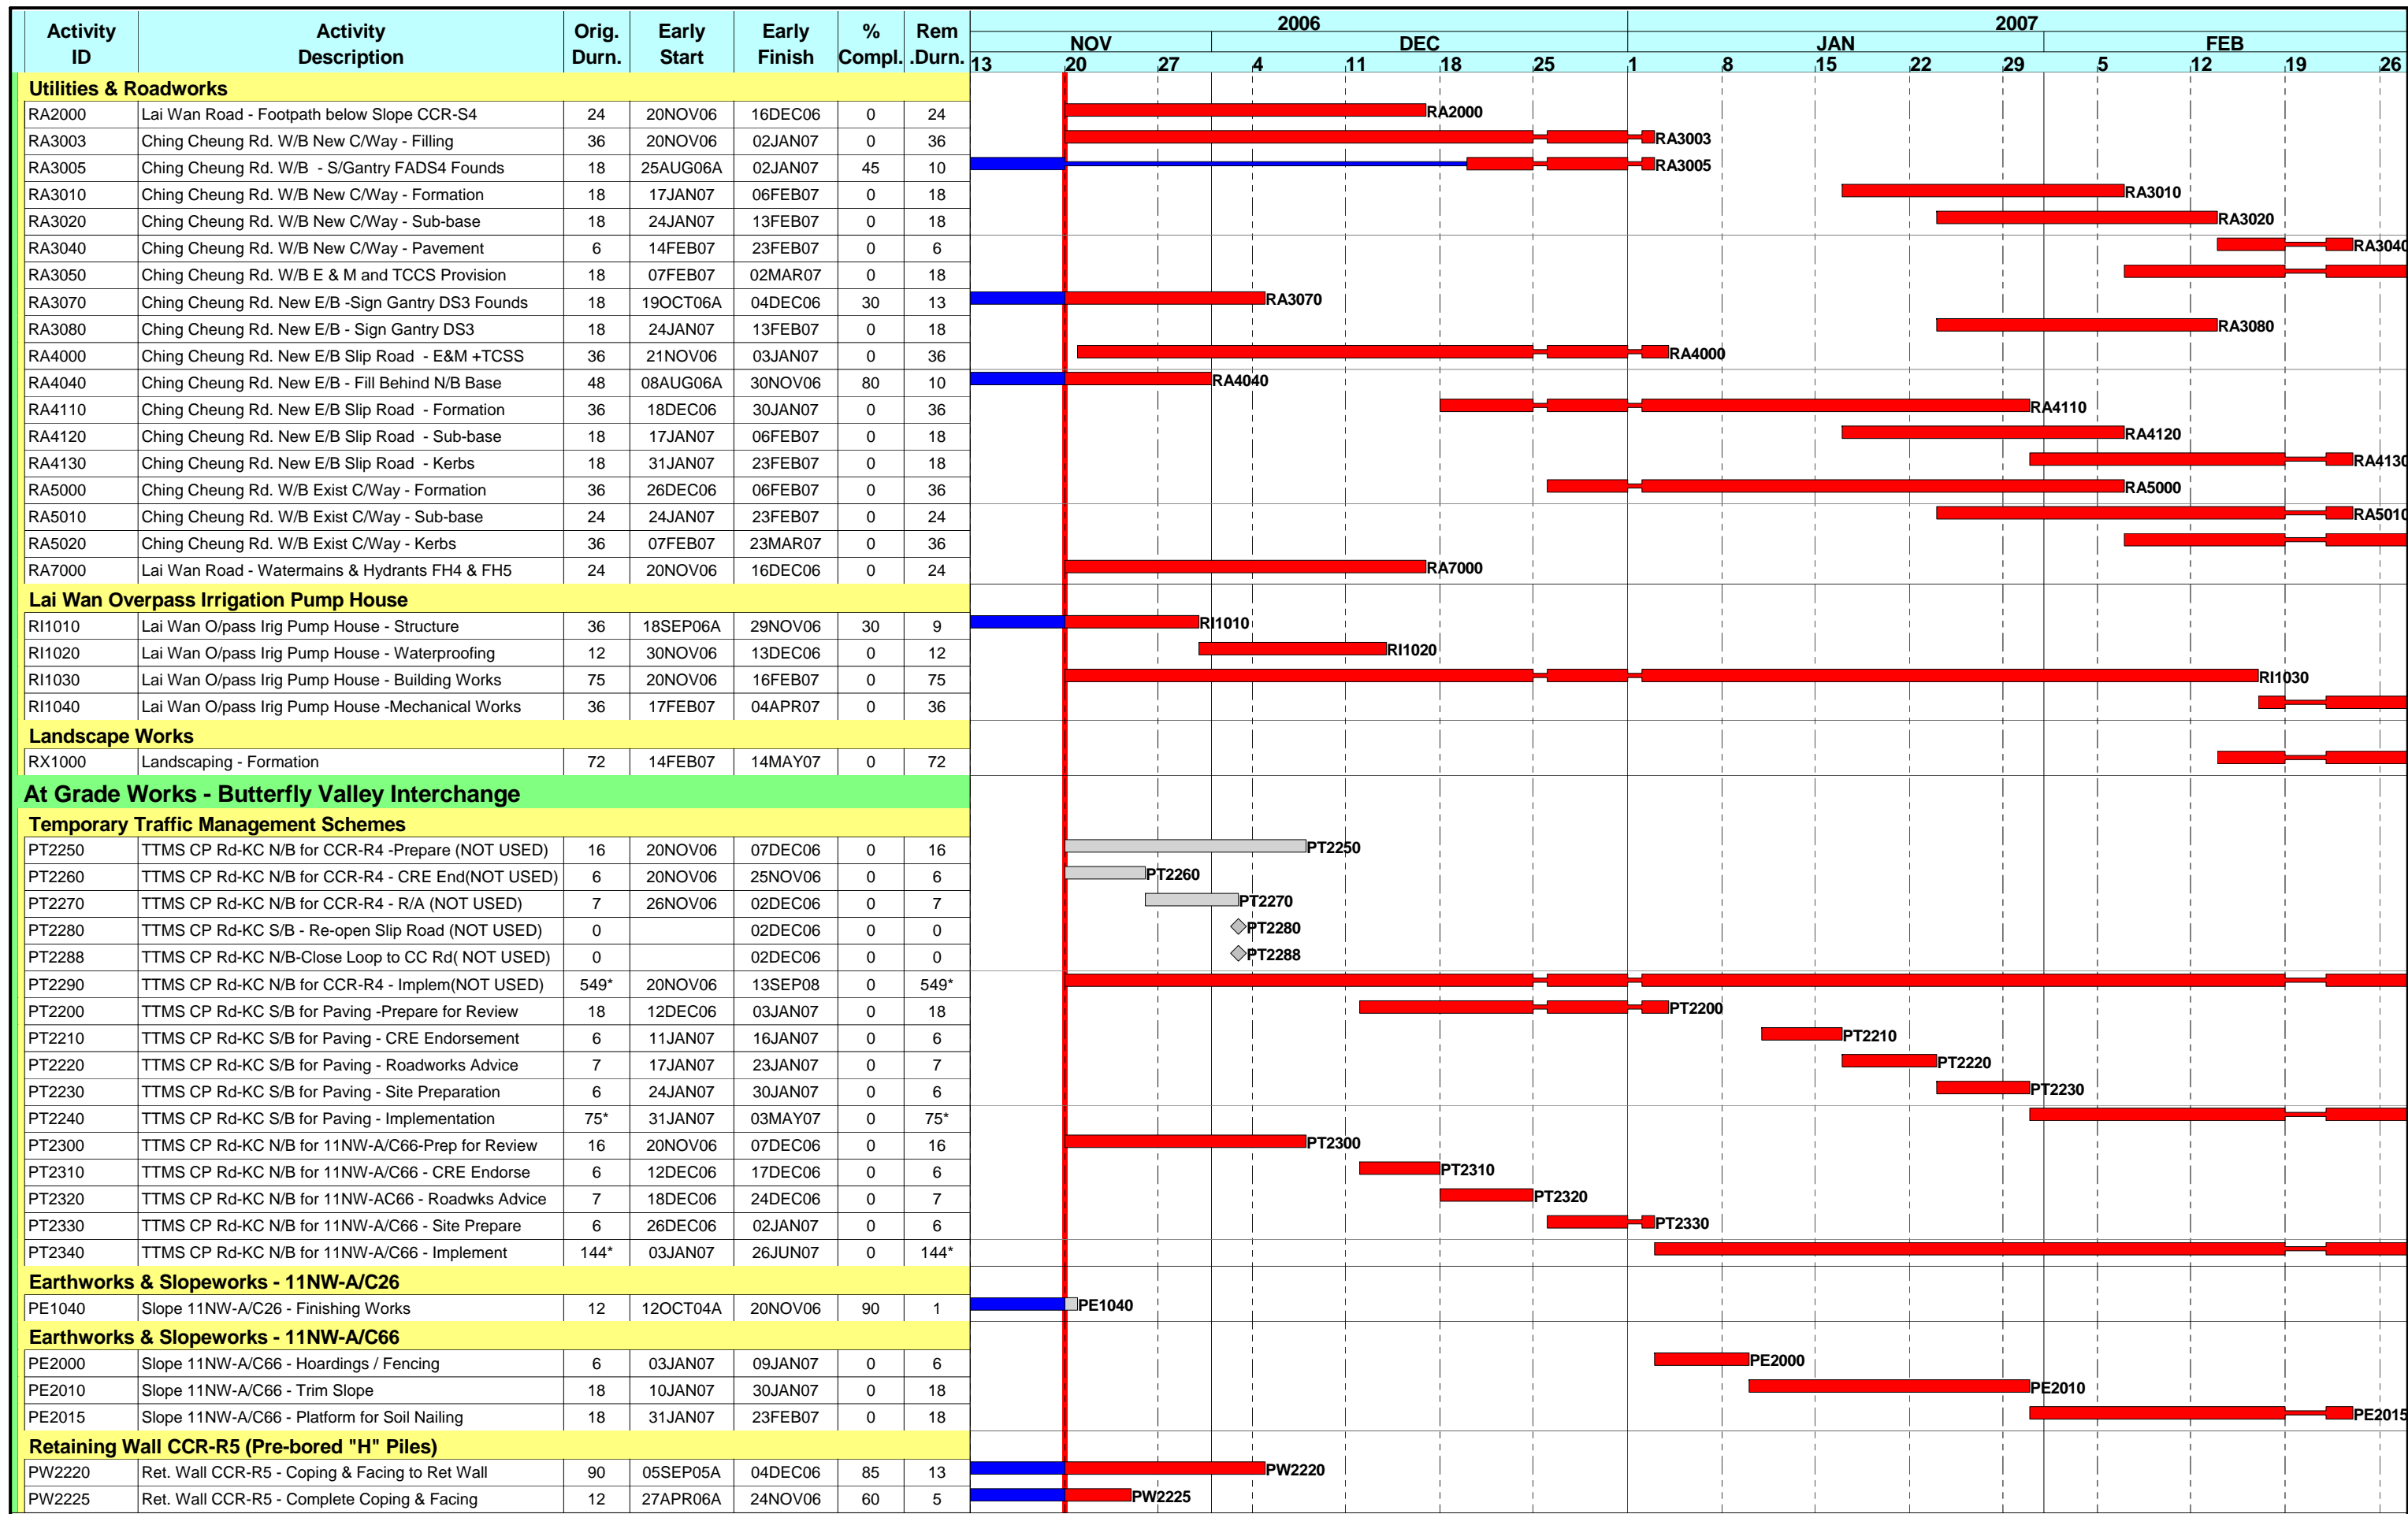 Activity ID Activity Description Orig. Durn. Early Start Early Finish % Compl. Rem .Durn. 2006 2007
NOV DEC JAN FEB
13 20 27 4 11 18 25 1 8 15 22 29 5 12 19 26
Utilities & Roadworks
RA2000 Lai Wan Road - Footpath below Slope CCR-S4 24 20NOV06 16DEC06 0 24 RA2000
RA3003 Ching Cheung Rd. W/B New C/Way - Filling 36 20NOV06 02JAN07 0 36 RA3003
RA3005 Ching Cheung Rd. W/B - S/Gantry FADS4 Founds 18 25AUG06A 02JAN07 45 10 RA3005
RA3010 Ching Cheung Rd. W/B New C/Way - Formation 18 17JAN07 06FEB07 0 18 RA3010
RA3020 Ching Cheung Rd. W/B New C/Way - Sub-base 18 24JAN07 13FEB07 0 18 RA3020
RA3040 Ching Cheung Rd. W/B New C/Way - Pavement 6 14FEB07 23FEB07 0 6 RA3040
RA3050 Ching Cheung Rd. W/B E & M and TCCS Provision 18 07FEB07 02MAR07 0 18
RA3070 Ching Cheung Rd. New E/B -Sign Gantry DS3 Founds 18 19OCT06A 04DEC06 30 13 RA3070
RA3080 Ching Cheung Rd. New E/B - Sign Gantry DS3 18 24JAN07 13FEB07 0 18 RA3080
RA4000 Ching Cheung Rd. New E/B Slip Road - E&M +TCSS 36 21NOV06 03JAN07 0 36 RA4000
RA4040 Ching Cheung Rd. New E/B - Fill Behind N/B Base 48 08AUG06A 30NOV06 80 10 RA4040
RA4110 Ching Cheung Rd. New E/B Slip Road - Formation 36 18DEC06 30JAN07 0 36 RA4110
RA4120 Ching Cheung Rd. New E/B Slip Road - Sub-base 18 17JAN07 06FEB07 0 18 RA4120
RA4130 Ching Cheung Rd. New E/B Slip Road - Kerbs 18 31JAN07 23FEB07 0 18 RA4130
RA5000 Ching Cheung Rd. W/B Exist C/Way - Formation 36 26DEC06 06FEB07 0 36 RA5000
RA5010 Ching Cheung Rd. W/B Exist C/Way - Sub-base 24 24JAN07 23FEB07 0 24 RA5010
RA5020 Ching Cheung Rd. W/B Exist C/Way - Kerbs 36 07FEB07 23MAR07 0 36
RA7000 Lai Wan Road - Watermains & Hydrants FH4 & FH5 24 20NOV06 16DEC06 0 24 RA7000
Lai Wan Overpass Irrigation Pump House
RI1010 Lai Wan O/pass Irig Pump House - Structure 36 18SEP06A 29NOV06 30 9 RI1010
RI1020 Lai Wan O/pass Irig Pump House - Waterproofing 12 30NOV06 13DEC06 0 12 RI1020
RI1030 Lai Wan O/pass Irig Pump House - Building Works 75 20NOV06 16FEB07 0 75 RI1030
RI1040 Lai Wan O/pass Irig Pump House -Mechanical Works 36 17FEB07 04APR07 0 36
Landscape Works
RX1000 Landscaping - Formation 72 14FEB07 14MAY07 0 72
At Grade Works - Butterfly Valley Interchange
Temporary Traffic Management Schemes
PT2250 TTMS CP Rd-KC N/B for CCR-R4 -Prepare (NOT USED) 16 20NOV06 07DEC06 0 16 PT2250
PT2260 TTMS CP Rd-KC N/B for CCR-R4 - CRE End(NOT USED) 6 20NOV06 25NOV06 0 6 PT2260
PT2270 TTMS CP Rd-KC N/B for CCR-R4 - R/A (NOT USED) 7 26NOV06 02DEC06 0 7 PT2270
PT2280 TTMS CP Rd-KC S/B - Re-open Slip Road (NOT USED) 0 02DEC06 0 0 PT2280
PT2288 TTMS CP Rd-KC N/B-Close Loop to CC Rd( NOT USED) 0 02DEC06 0 0 PT2288
PT2290 TTMS CP Rd-KC N/B for CCR-R4 - Implem(NOT USED) 549* 20NOV06 13SEP08 0 549*
PT2200 TTMS CP Rd-KC S/B for Paving -Prepare for Review 18 12DEC06 03JAN07 0 18 PT2200
PT2210 TTMS CP Rd-KC S/B for Paving - CRE Endorsement 6 11JAN07 16JAN07 0 6 PT2210
PT2220 TTMS CP Rd-KC S/B for Paving - Roadworks Advice 7 17JAN07 23JAN07 0 7 PT2220
PT2230 TTMS CP Rd-KC S/B for Paving - Site Preparation 6 24JAN07 30JAN07 0 6 PT2230
PT2240 TTMS CP Rd-KC S/B for Paving - Implementation 75* 31JAN07 03MAY07 0 75*
PT2300 TTMS CP Rd-KC N/B for 11NW-A/C66-Prep for Review 16 20NOV06 07DEC06 0 16 PT2300
PT2310 TTMS CP Rd-KC N/B for 11NW-A/C66 - CRE Endorse 6 12DEC06 17DEC06 0 6 PT2310
PT2320 TTMS CP Rd-KC N/B for 11NW-AC66 - Roadwks Advice 7 18DEC06 24DEC06 0 7 PT2320
PT2330 TTMS CP Rd-KC N/B for 11NW-A/C66 - Site Prepare 6 26DEC06 02JAN07 0 6 PT2330
PT2340 TTMS CP Rd-KC N/B for 11NW-A/C66 - Implement 144* 03JAN07 26JUN07 0 144*
Earthworks & Slopeworks - 11NW-A/C26
PE1040 Slope 11NW-A/C26 - Finishing Works 12 12OCT04A 20NOV06 90 1 PE1040
Earthworks & Slopeworks - 11NW-A/C66
PE2000 Slope 11NW-A/C66 - Hoardings / Fencing 6 03JAN07 09JAN07 0 6 PE2000
PE2010 Slope 11NW-A/C66 - Trim Slope 18 10JAN07 30JAN07 0 18 PE2010
PE2015 Slope 11NW-A/C66 - Platform for Soil Nailing 18 31JAN07 23FEB07 0 18 PE2015
Retaining Wall CCR-R5 (Pre-bored "H" Piles)
PW2220 Ret. Wall CCR-R5 - Coping & Facing to Ret Wall 90 05SEP05A 04DEC06 85 13 PW2220
PW2225 Ret. Wall CCR-R5 - Complete Coping & Facing 12 27APR06A 24NOV06 60 5 PW2225